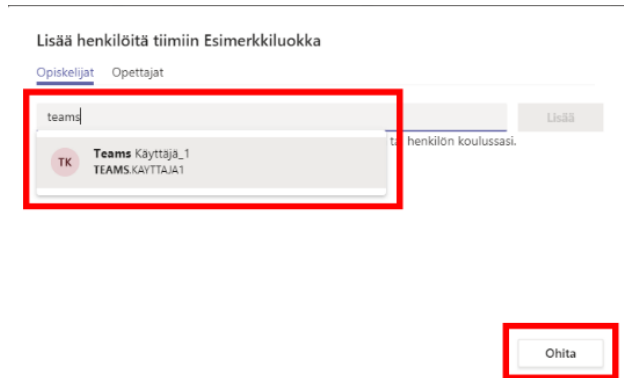 Lisää henkilöitä tiimiin Esimerkkiluokka
Opiskelijat Opettajat
teams Lisää
henkilön koulussasi.
TK Teams Käyttäjä_1
TEAMS.KAYTTAJA1
Ohita